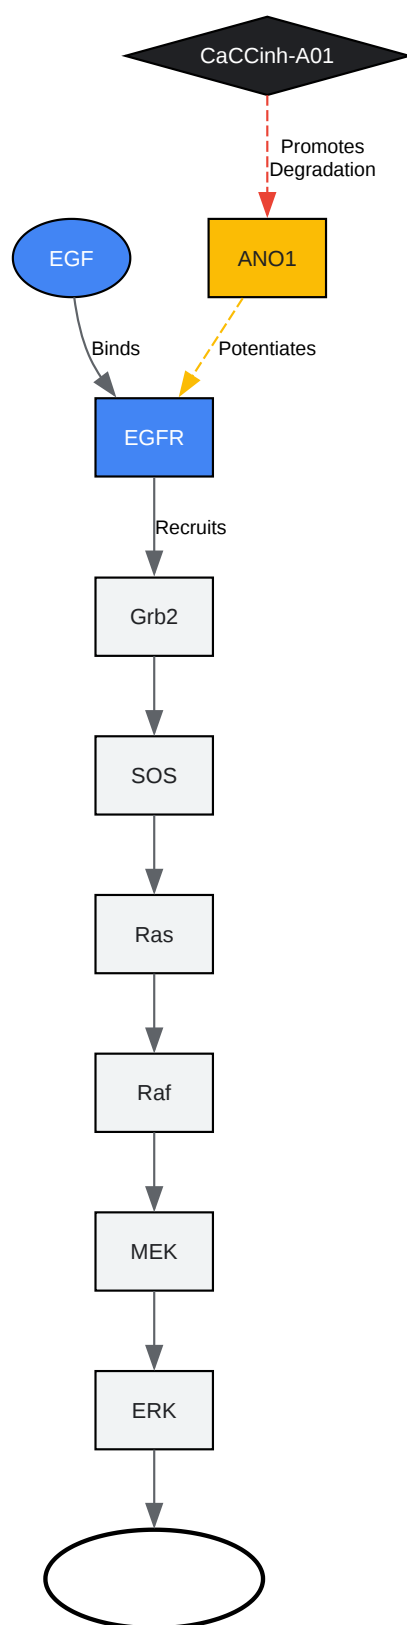 CaCCinh-A01
Promotes
Degradation
EGF
ANO1
Binds
Potentiates
EGFR
Recruits
Grb2
SOS
Ras
Raf
MEK
ERK